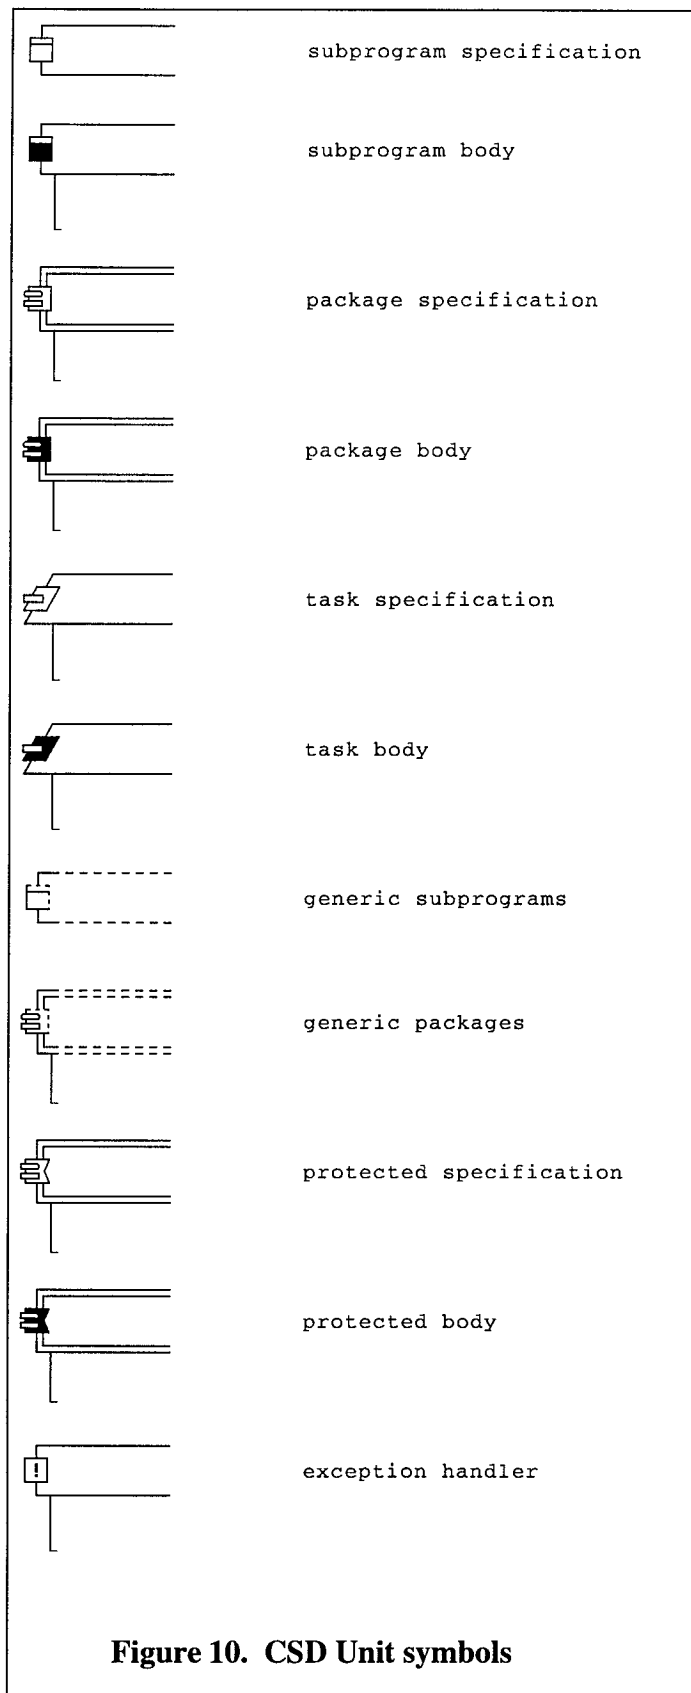 subprogram specification
subprogram body
package specification
package body
task specification
task body
generic subprograms
generic packages
protected specification
protected body
!
exception handler
Figure 10. CSD Unit symbols